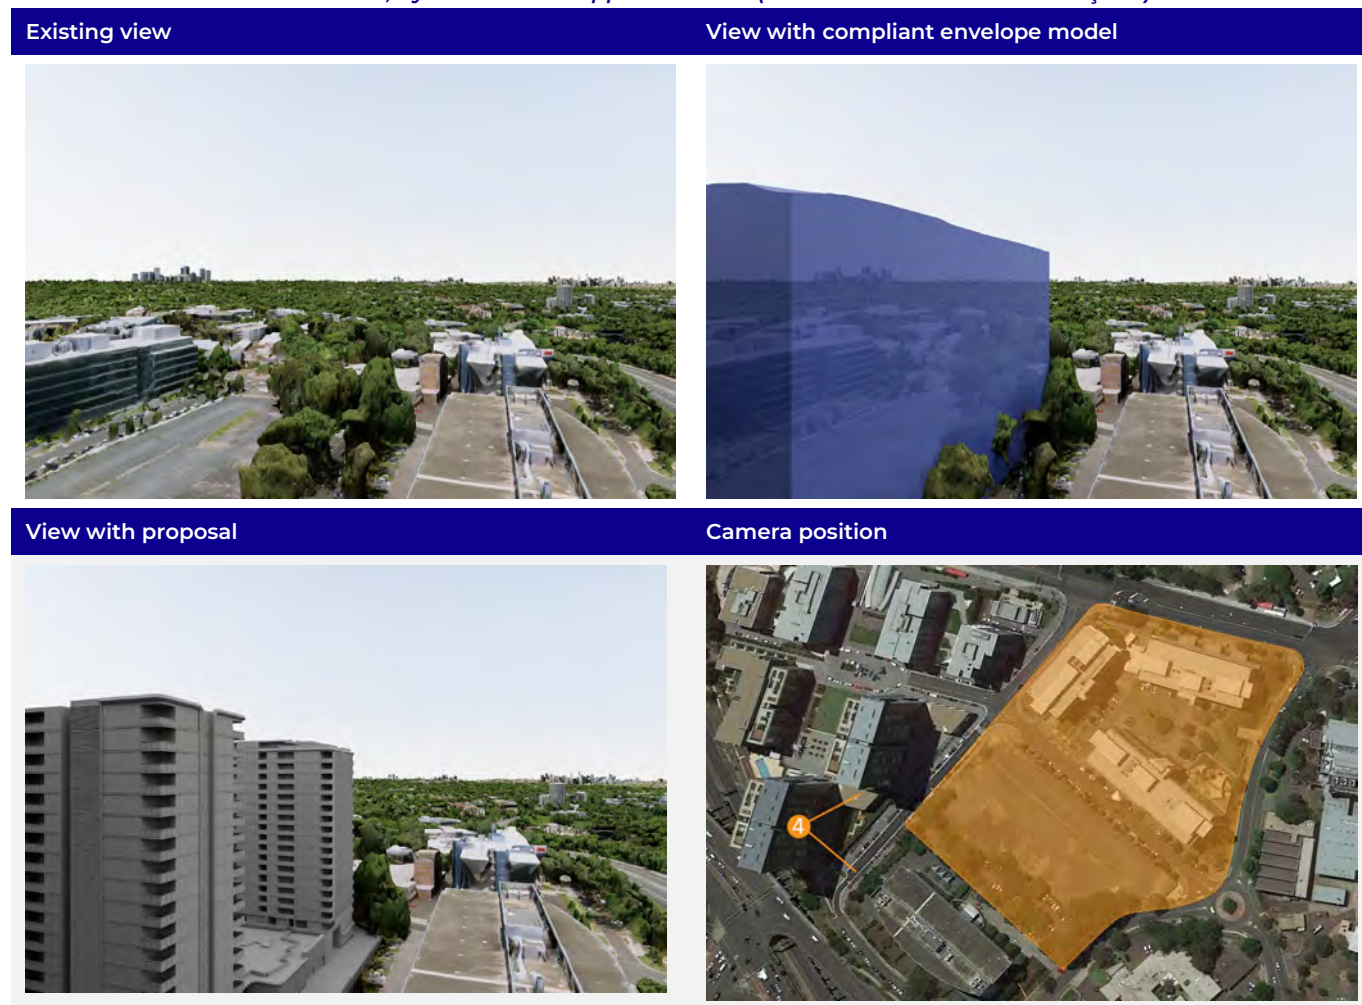 Existing view
View with compliant envelope model
View with proposal
Camera position
4